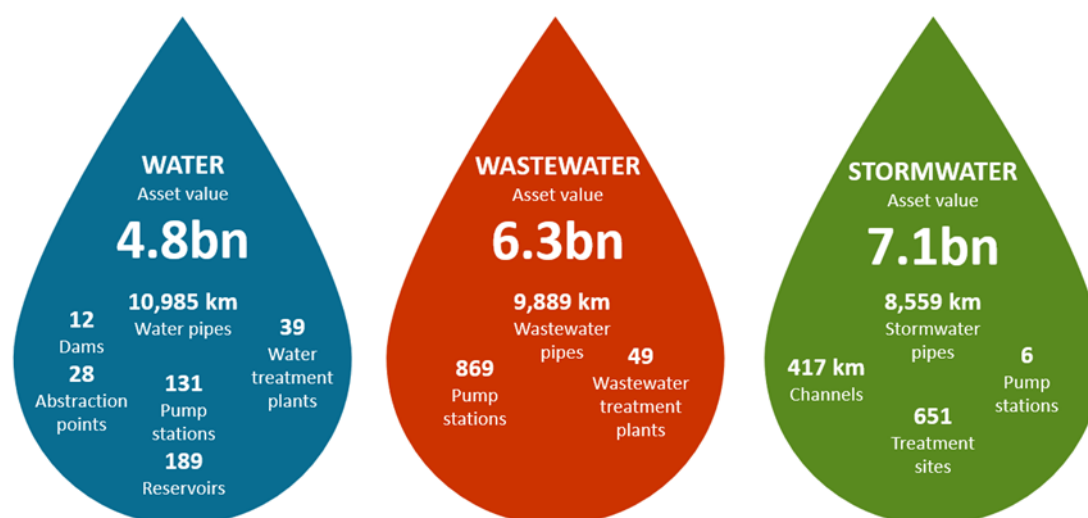 WATER
Asset value
4.8bn
10,985 km
Water pipes
12
Dams
39
Water
treatment
plants
28
Abstraction
points
131
Pump
stations
189
Reservoirs
WASTEWATER
Asset value
6.3bn
9,889 km
Wastewater
pipes
869
Pump
stations
49
Wastewater
treatment
plants
STORMWATER
Asset value
7.1bn
8,559 km
Stormwater
pipes
417 km
Channels
6
Pump
stations
651
Treatment
sites